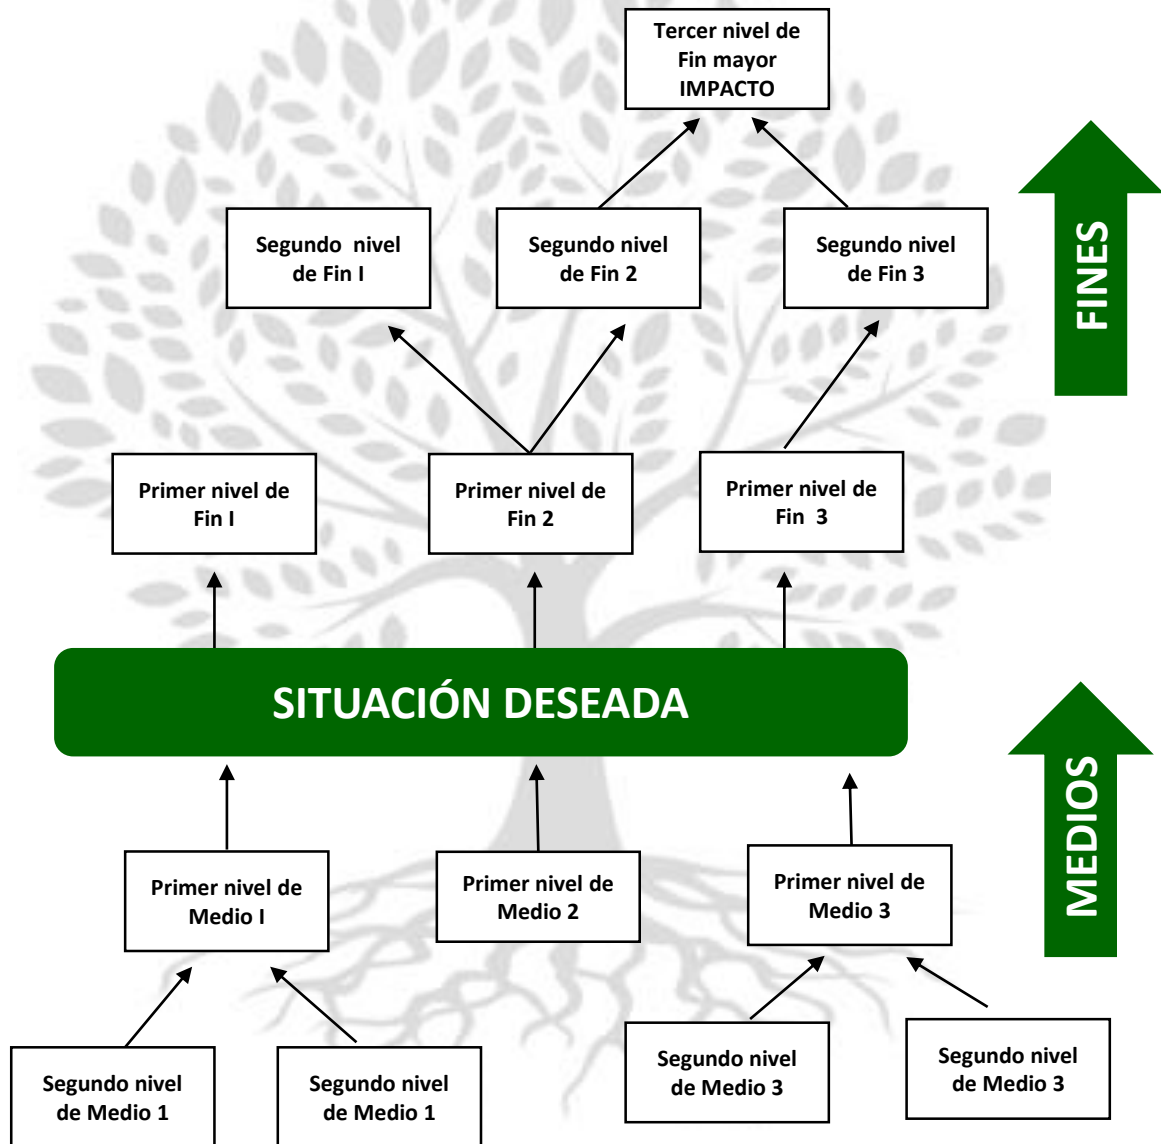 Tercer nivel de
Fin mayor
IMPACTO
Segundo nivel
de Fin I
Segundo nivel
de Fin 2
Segundo nivel
de Fin 3
FINES
Primer nivel de
Fin I
Primer nivel de
Fin 2
Primer nivel de
Fin 3
SITUACIÓN DESEADA
MEDIOS
Primer nivel de
Medio I
Primer nivel de
Medio 2
Primer nivel de
Medio 3
Segundo nivel
de Medio 1
Segundo nivel
de Medio 1
Segundo nivel
de Medio 3
Segundo nivel
de Medio 3